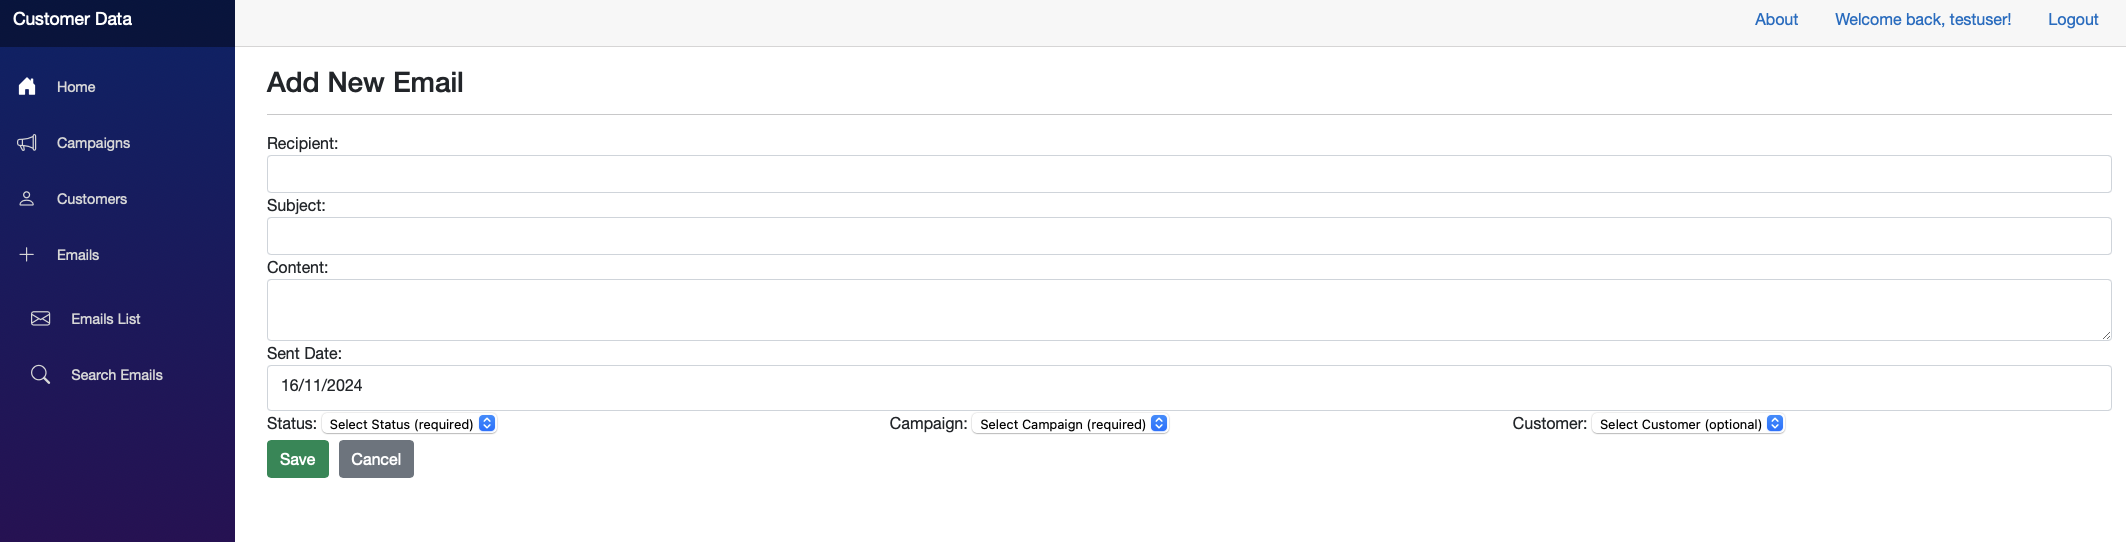 Customer Data
About Welcome back, testuser! Logout
Home
Campaigns
Customers
Emails
Emails List
Search Emails
Add New Email
Recipient:
Subject:
Content:
Sent Date:
16/11/2024
Status: Select Status (required) Campaign: Select Campaign (required) Customer: Select Customer (optional)
Save Cancel